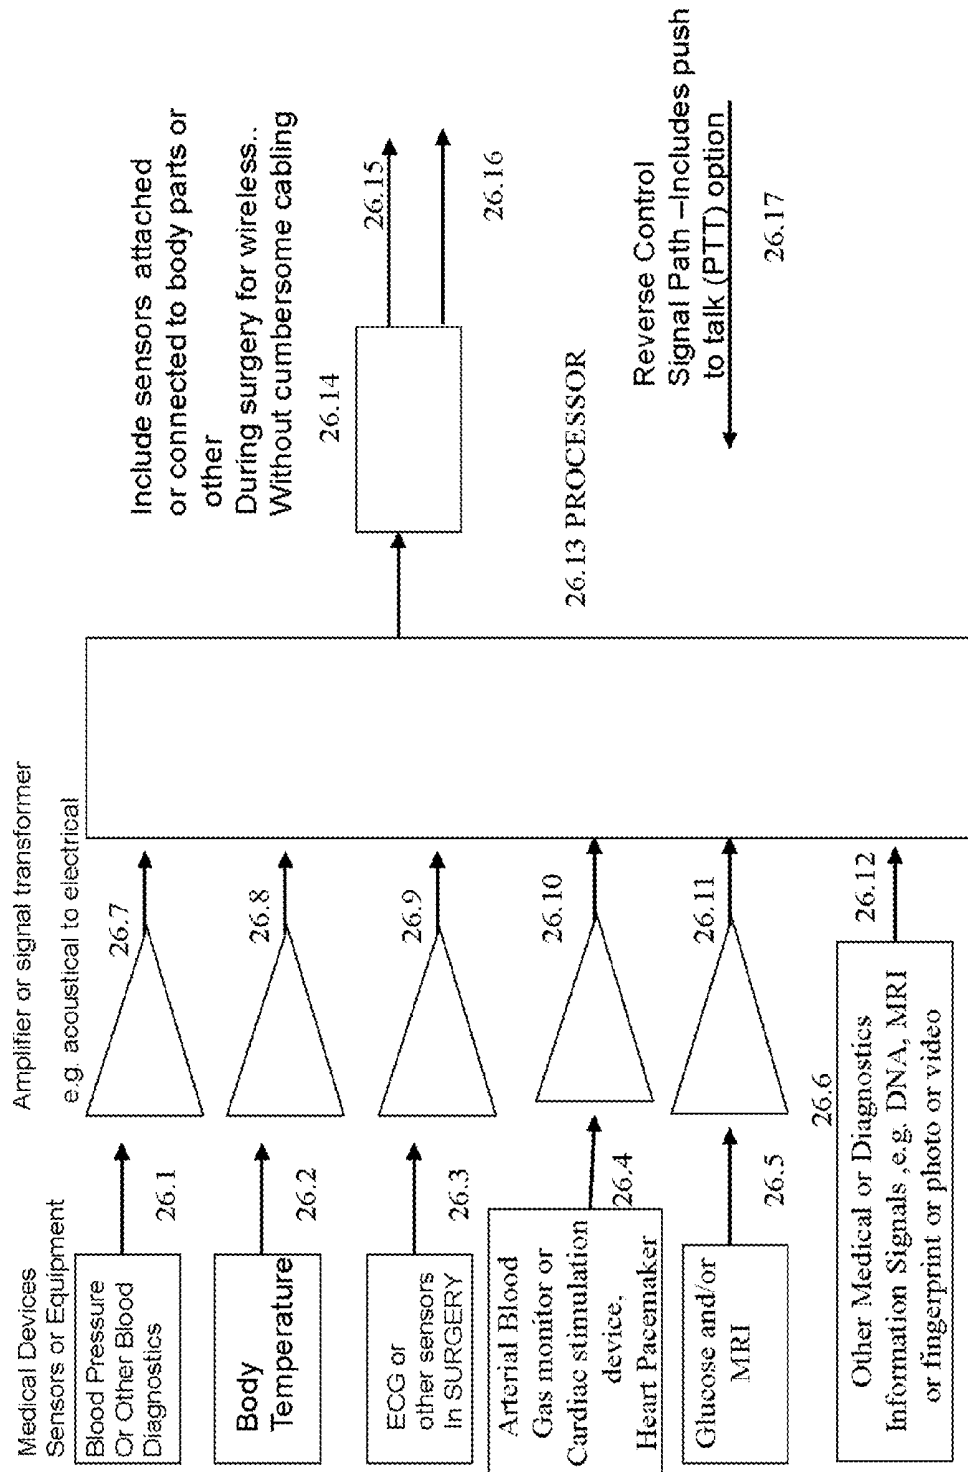 Medical Devices
Sensors or Equipment
Amplifier or signal transformer
e.g. acoustical to electrical
Blood Pressure
Or Other Blood
Diagnostics
26.1
26.7
Body
Temperature
26.2
26.8
ECG or
other sensors
In SURGERY
26.3
26.9
Arterial Blood
Gas monitor or
Cardiac stimulation
device,
Heart Pacemaker
26.4
26.10
Glucose and/or
MRI
26.5
26.11
26.6
Other Medical or Diagnostics
Information Signals ,e.g. DNA, MRI
or fingerprint or photo or video
26.12
26.13 PROCESSOR
Include sensors attached
or connected to body parts or
other
During surgery for wireless..
Without cumbersome cabling
26.14
26.15
26.16
Reverse Control
Signal Path –Includes push
to talk (PTT) option
26.17